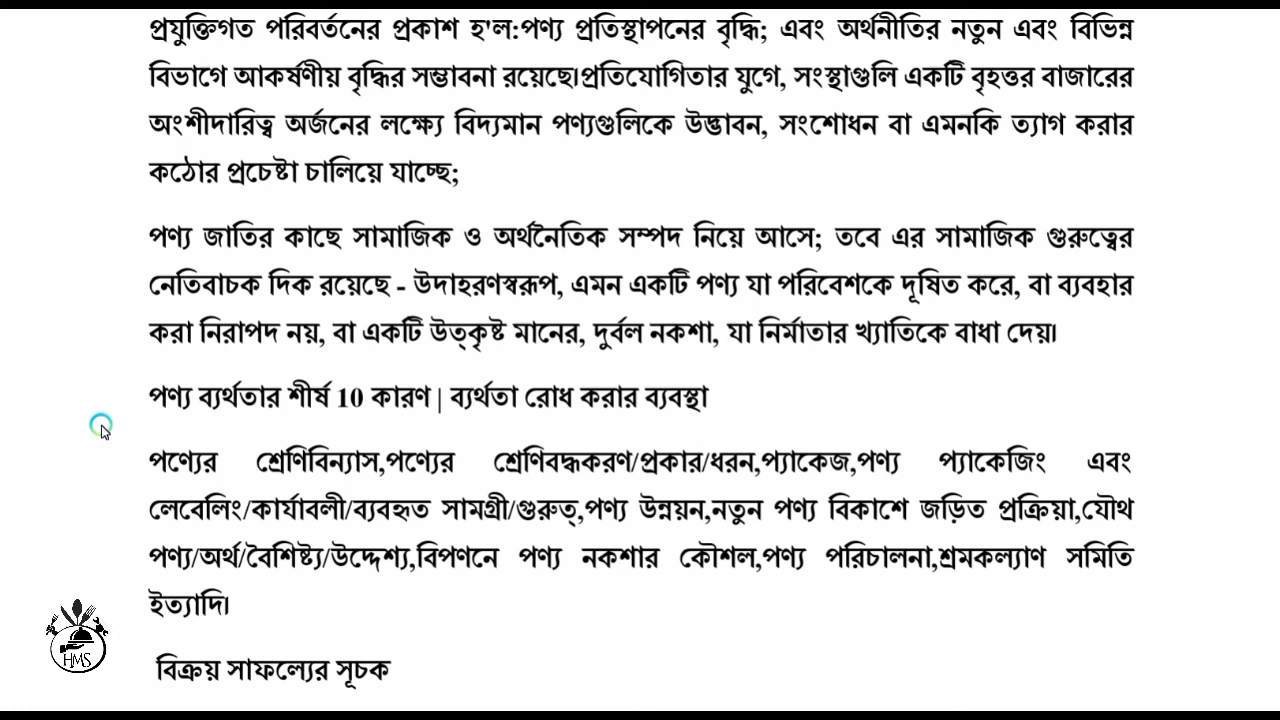 প্রযুক্তিগত পরিবর্তনের প্রকাশ হ'ল:পণ্য প্রতিস্থাপনের বৃদ্ধি; এবং অর্থনীতির নতুন এবং বিভিন্ন
বিভাগে আকর্ষণীয় বৃদ্ধির সম্ভাবনা রয়েছে।প্রতিযোগিতার যুগে, সংস্থাগুলি একটি বৃহত্তর বাজারের
অংশীদারিত্ব অর্জনের লক্ষ্যে বিদ্যমান পণ্যগুলিকে উদ্ভাবন, সংশোধন বা এমনকি ত্যাগ করার
কঠোর প্রচেষ্টা চালিয়ে যাচ্ছে;
পণ্য জাতির কাছে সামাজিক ও অর্থনৈতিক সম্পদ নিয়ে আসে; তবে এর সামাজিক গুরুত্বের
নেতিবাচক দিক রয়েছে - উদাহরণস্বরূপ, এমন একটি পণ্য যা পরিবেশকে দূষিত করে, বা ব্যবহার
করা নিরাপদ নয়, বা একটি উত্কৃষ্ট মানের, দুর্বল নকশা, যা নির্মাতার খ্যাতিকে বাধা দেয়।
পণ্য ব্যর্থতার শীর্ষ 10 কারণ | ব্যর্থতা রোধ করার ব্যবস্থা
পণ্যের শ্রেণিবিন্যাস,পণ্যের শ্রেণিবদ্ধকরণ/প্রকার/ধরন,প্যাকেজ,পণ্য প্যাকেজিং এবং
লেবেলিং/কার্যাবলী/ব্যবহৃত সামগ্রী/গুরুত্,পণ্য উন্নয়ন,নতুন পণ্য বিকাশে জড়িত প্রক্রিয়া,যৌথ
পণ্য/অর্থ/বৈশিষ্ট্য/উদ্দেশ্য,বিপণনে পণ্য নকশার কৌশল,পণ্য পরিচালনা,শ্রমকল্যাণ সমিতি
ইত্যাদি।
বিক্রয় সাফল্যের সূচক
HMS